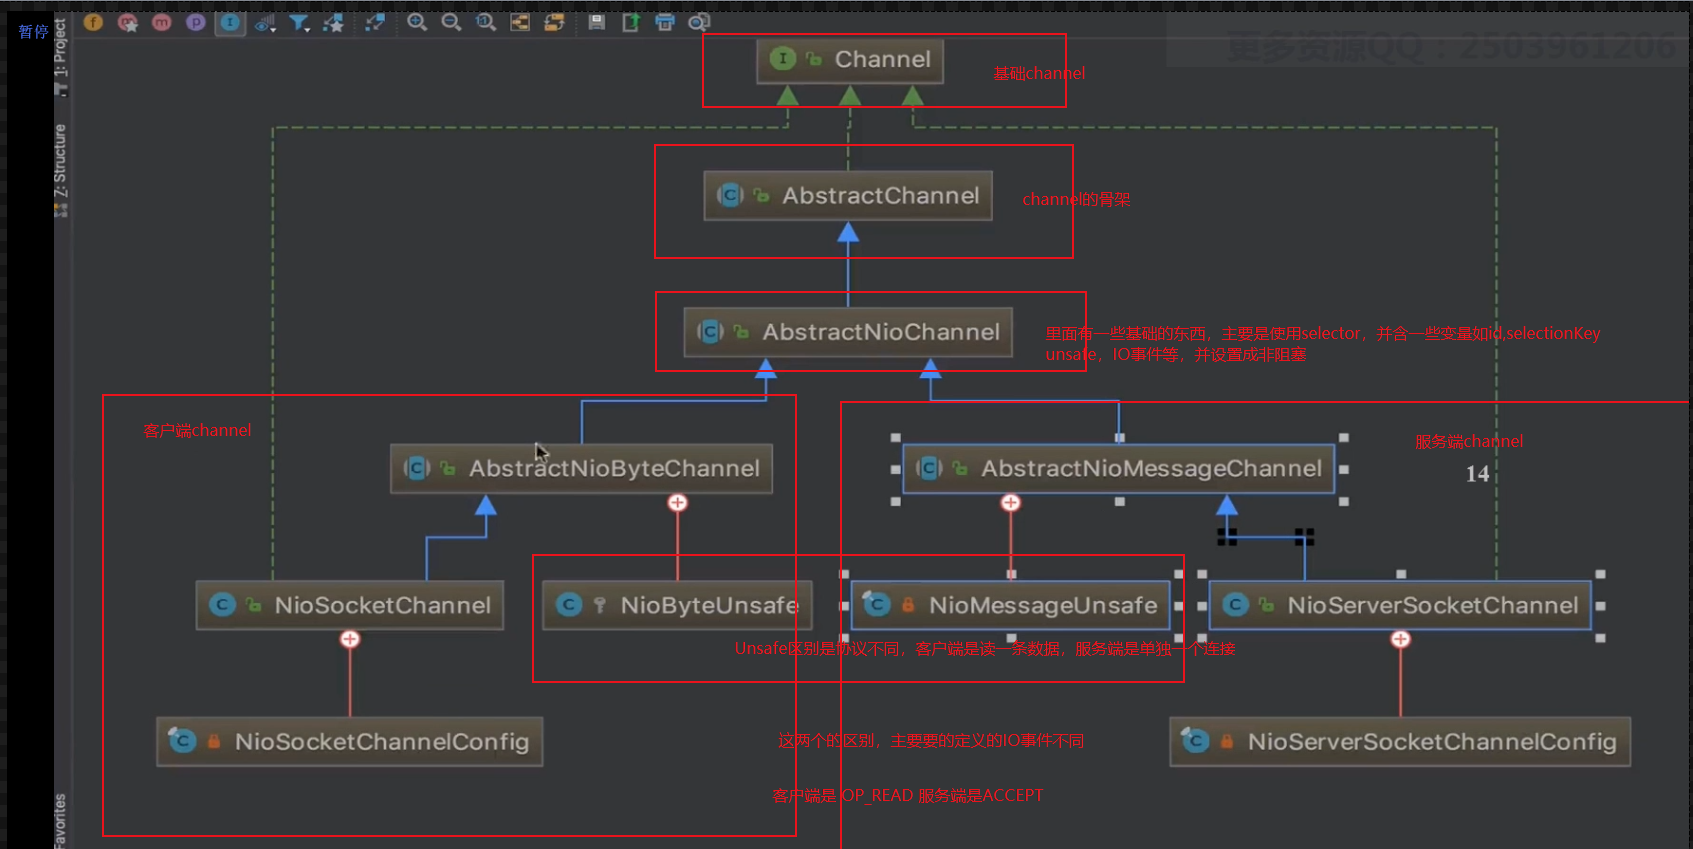 暂停
1: Project
更多资源QQ：2503961206
Channel
基础channel
Z: Structure
AbstractChannel
channel的骨架
AbstractNioChannel
里面有一些基础的东西，主要是使用selector，并含一些变量如id,selectionKey
unsafe，IO事件等，并设置成非阻塞
客户端channel
服务端channel
AbstractNioByteChannel
AbstractNioMessageChannel
14
NioSocketChannel
NioByteUnsafe
NioMessageUnsafe
NioServerSocketChannel
Unsafe区别是协议不同，客户端是读一条数据，服务端是单独一个连接
NioSocketChannelConfig
这两个的区别，主要要的定义的IO事件不同
NioServerSocketChannelConfig
客户端是 OP_READ 服务端是ACCEPT
Favorites